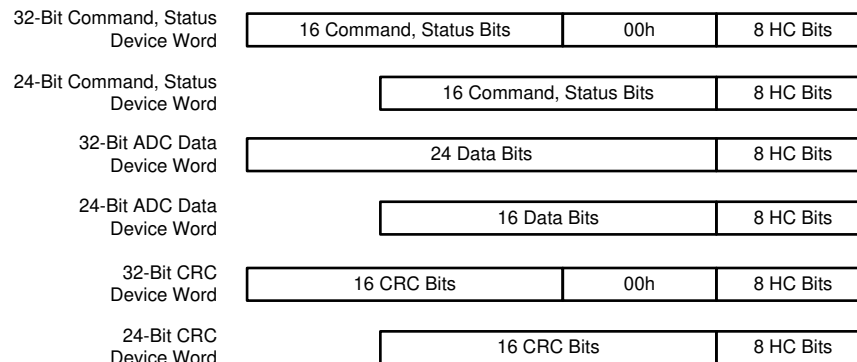 32-Bit Command, Status
Device Word
16 Command, Status Bits
00h
8 HC Bits
24-Bit Command, Status
Device Word
16 Command, Status Bits
8 HC Bits
32-Bit ADC Data
Device Word
24 Data Bits
8 HC Bits
24-Bit ADC Data
Device Word
16 Data Bits
8 HC Bits
32-Bit CRC
Device Word
16 CRC Bits
00h
8 HC Bits
24-Bit CRC
Device Word
16 CRC Bits
8 HC Bits